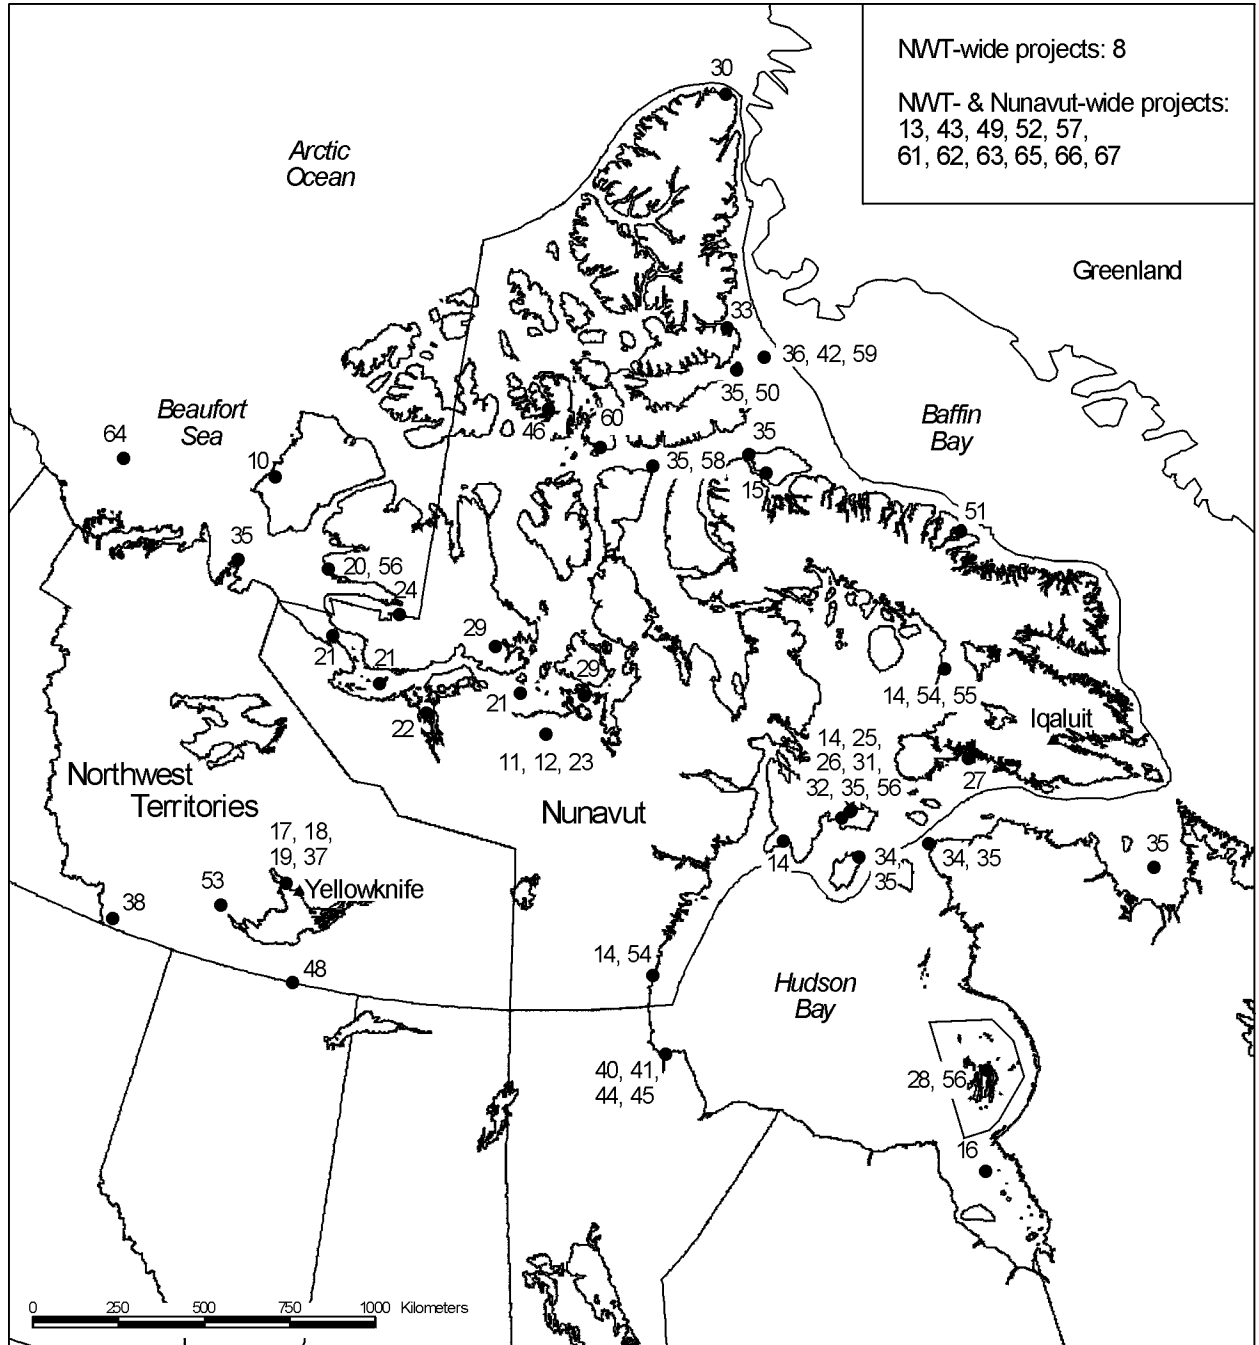 NWT-wide projects: 8
NWT- & Nunavut-wide projects:
13, 43, 49, 52, 57,
61, 62, 63, 65, 66, 67
30
Arctic
Ocean
Greenland
33
36, 42, 59
35, 50
Beaufort
Sea
Baffin
Bay
46
60
64
10
35
35, 58
15
51
35
20, 56
24
29
21
21
29
21
14, 54, 55
22
Iqaluit
11, 12, 23
14, 25,
26, 31,
32, 35, 56
27
Northwest
Territories
Nunavut
17, 18,
19, 37
14
34,
35
34, 35
35
53
Yellowknife
38
48
14, 54
Hudson
Bay
40, 41,
44, 45
28, 56
16
0 250 500 750 1000 Kilometers